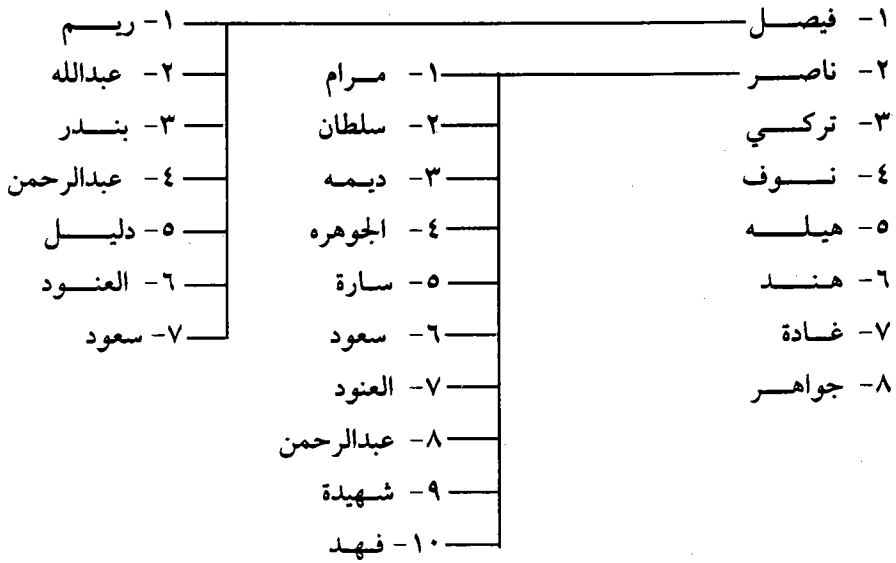 ١- فيصل
٢- ناصر
٣- تركي
٤- نوف
٥- هيله
٦- هند
٧- غادة
٨- جواهر
١- مرام
٢- سلطان
٣- ديمه
٤- الجوهره
٥- سارة
٦- سعود
٧- العنود
٨- عبدالرحمن
٩- شهيدة
١٠- فهد
١- ريم
٢- عبدالله
٣- بندر
٤- عبدالرحمن
٥- دليل
٦- العنود
٧- سعود